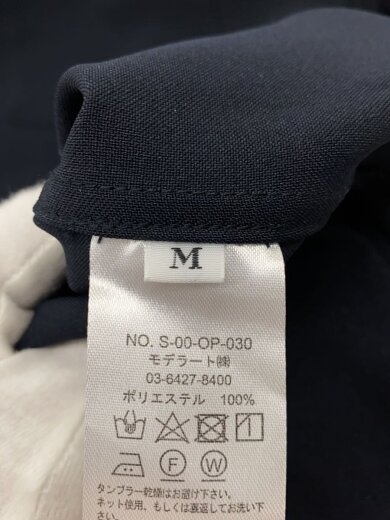 M
NO. S-00-OP-030
モデラート㈱
03-6427-8400
ポリエステル 100%
F W
タンブラー乾燥はお避け下さい。
ネット使用、もしくは裏返してお洗い下さ